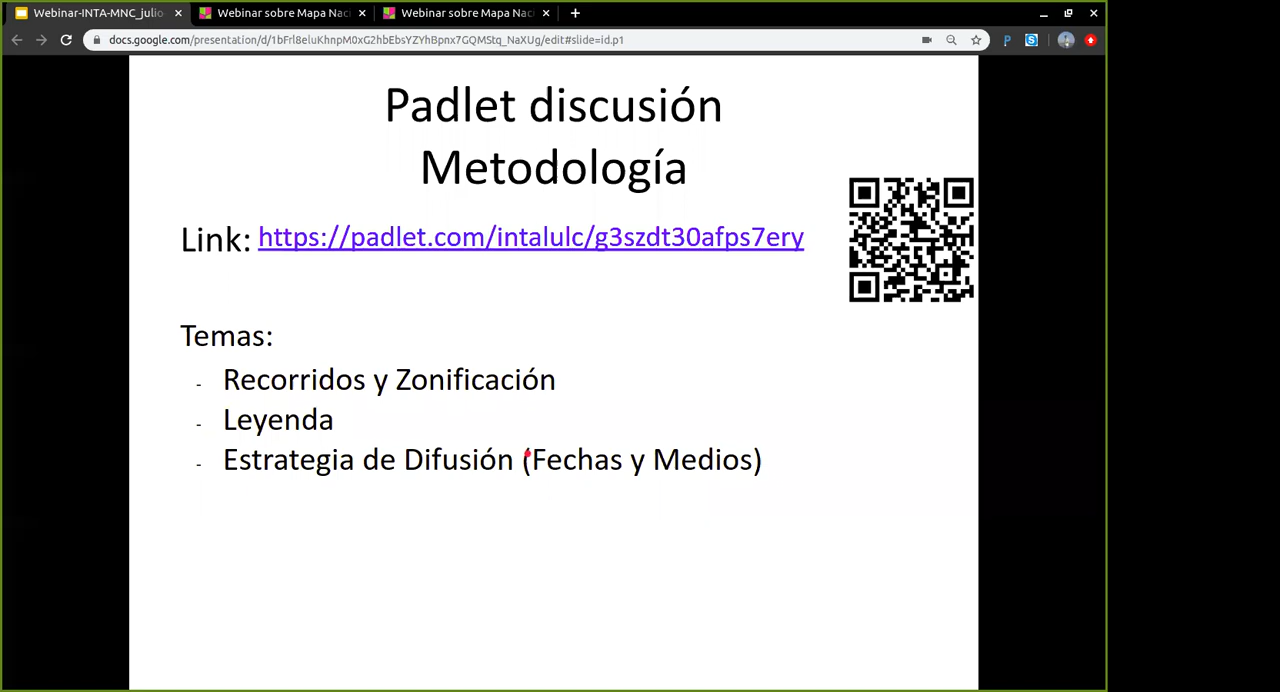 Webinar-INTA-MNC_julio
Webinar sobre Mapa Nac
Webinar sobre Mapa Nac
docs.google.com/presentation/d/1bFrl8eluKhnpM0xG2hbEbsYZYhBpnx7GQMStq_NaXUg/edit#slide=id.p1
Padlet discusión
Metodología
Link: https://padlet.com/intalulc/g3szdt30afps7ery
Temas:
- Recorridos y Zonificación
- Leyenda
- Estrategia de Difusión (Fechas y Medios)